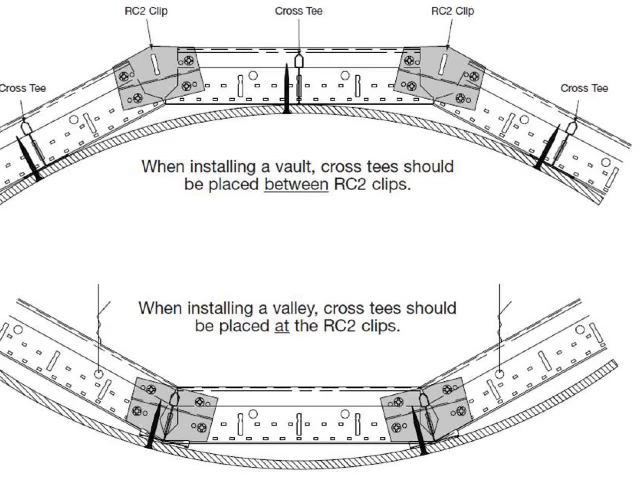 RC2 Clip
Cross Tee
RC2 Clip
Cross Tee
Cross Tee
When installing a vault, cross tees should
be placed between RC2 clips.
When installing a valley, cross tees should
be placed at the RC2 clips.